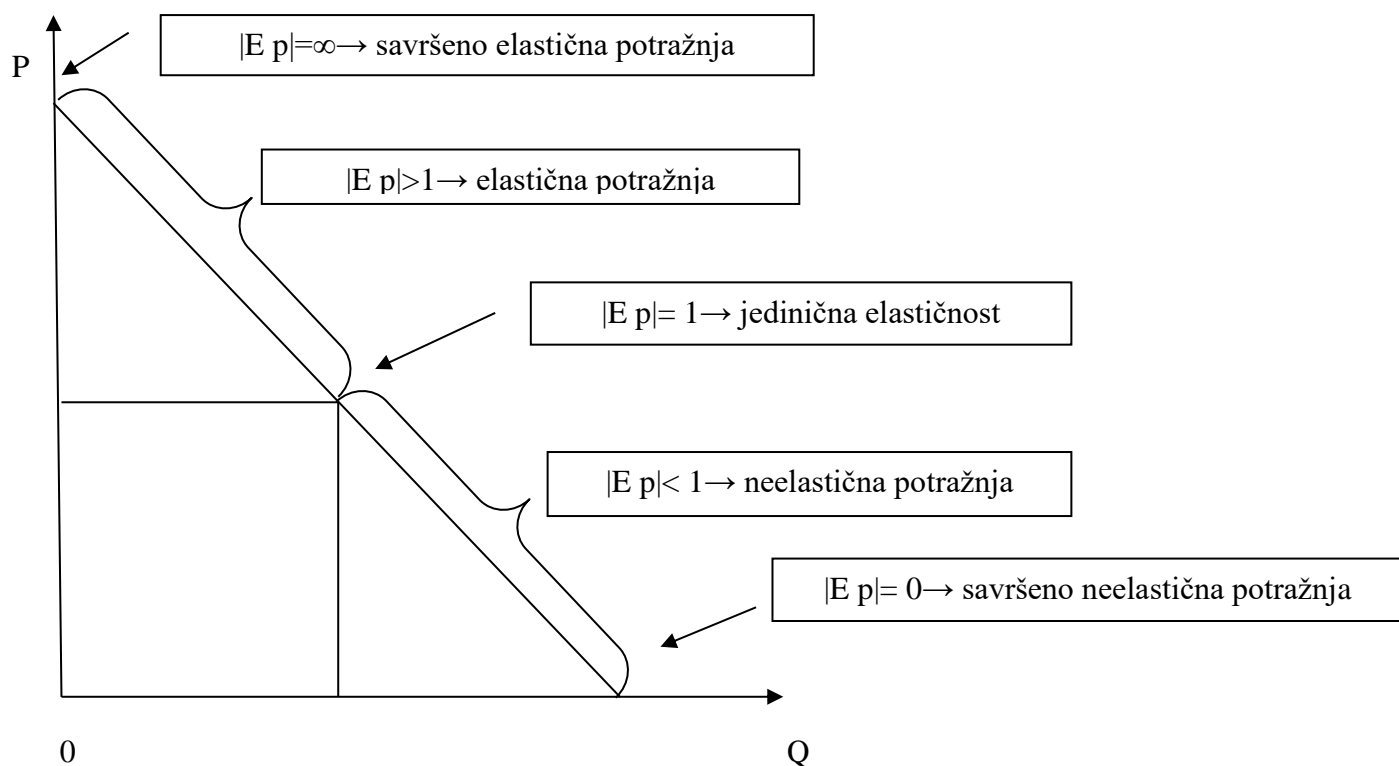 |E p|=∞→ savršeno elastična potražnja
P
|E p|>1→ elastična potražnja
|E p|= 1→ jedinična elastičnost
|E p|< 1→ neelastična potražnja
|E p|= 0→ savršeno neelastična potražnja
0
Q